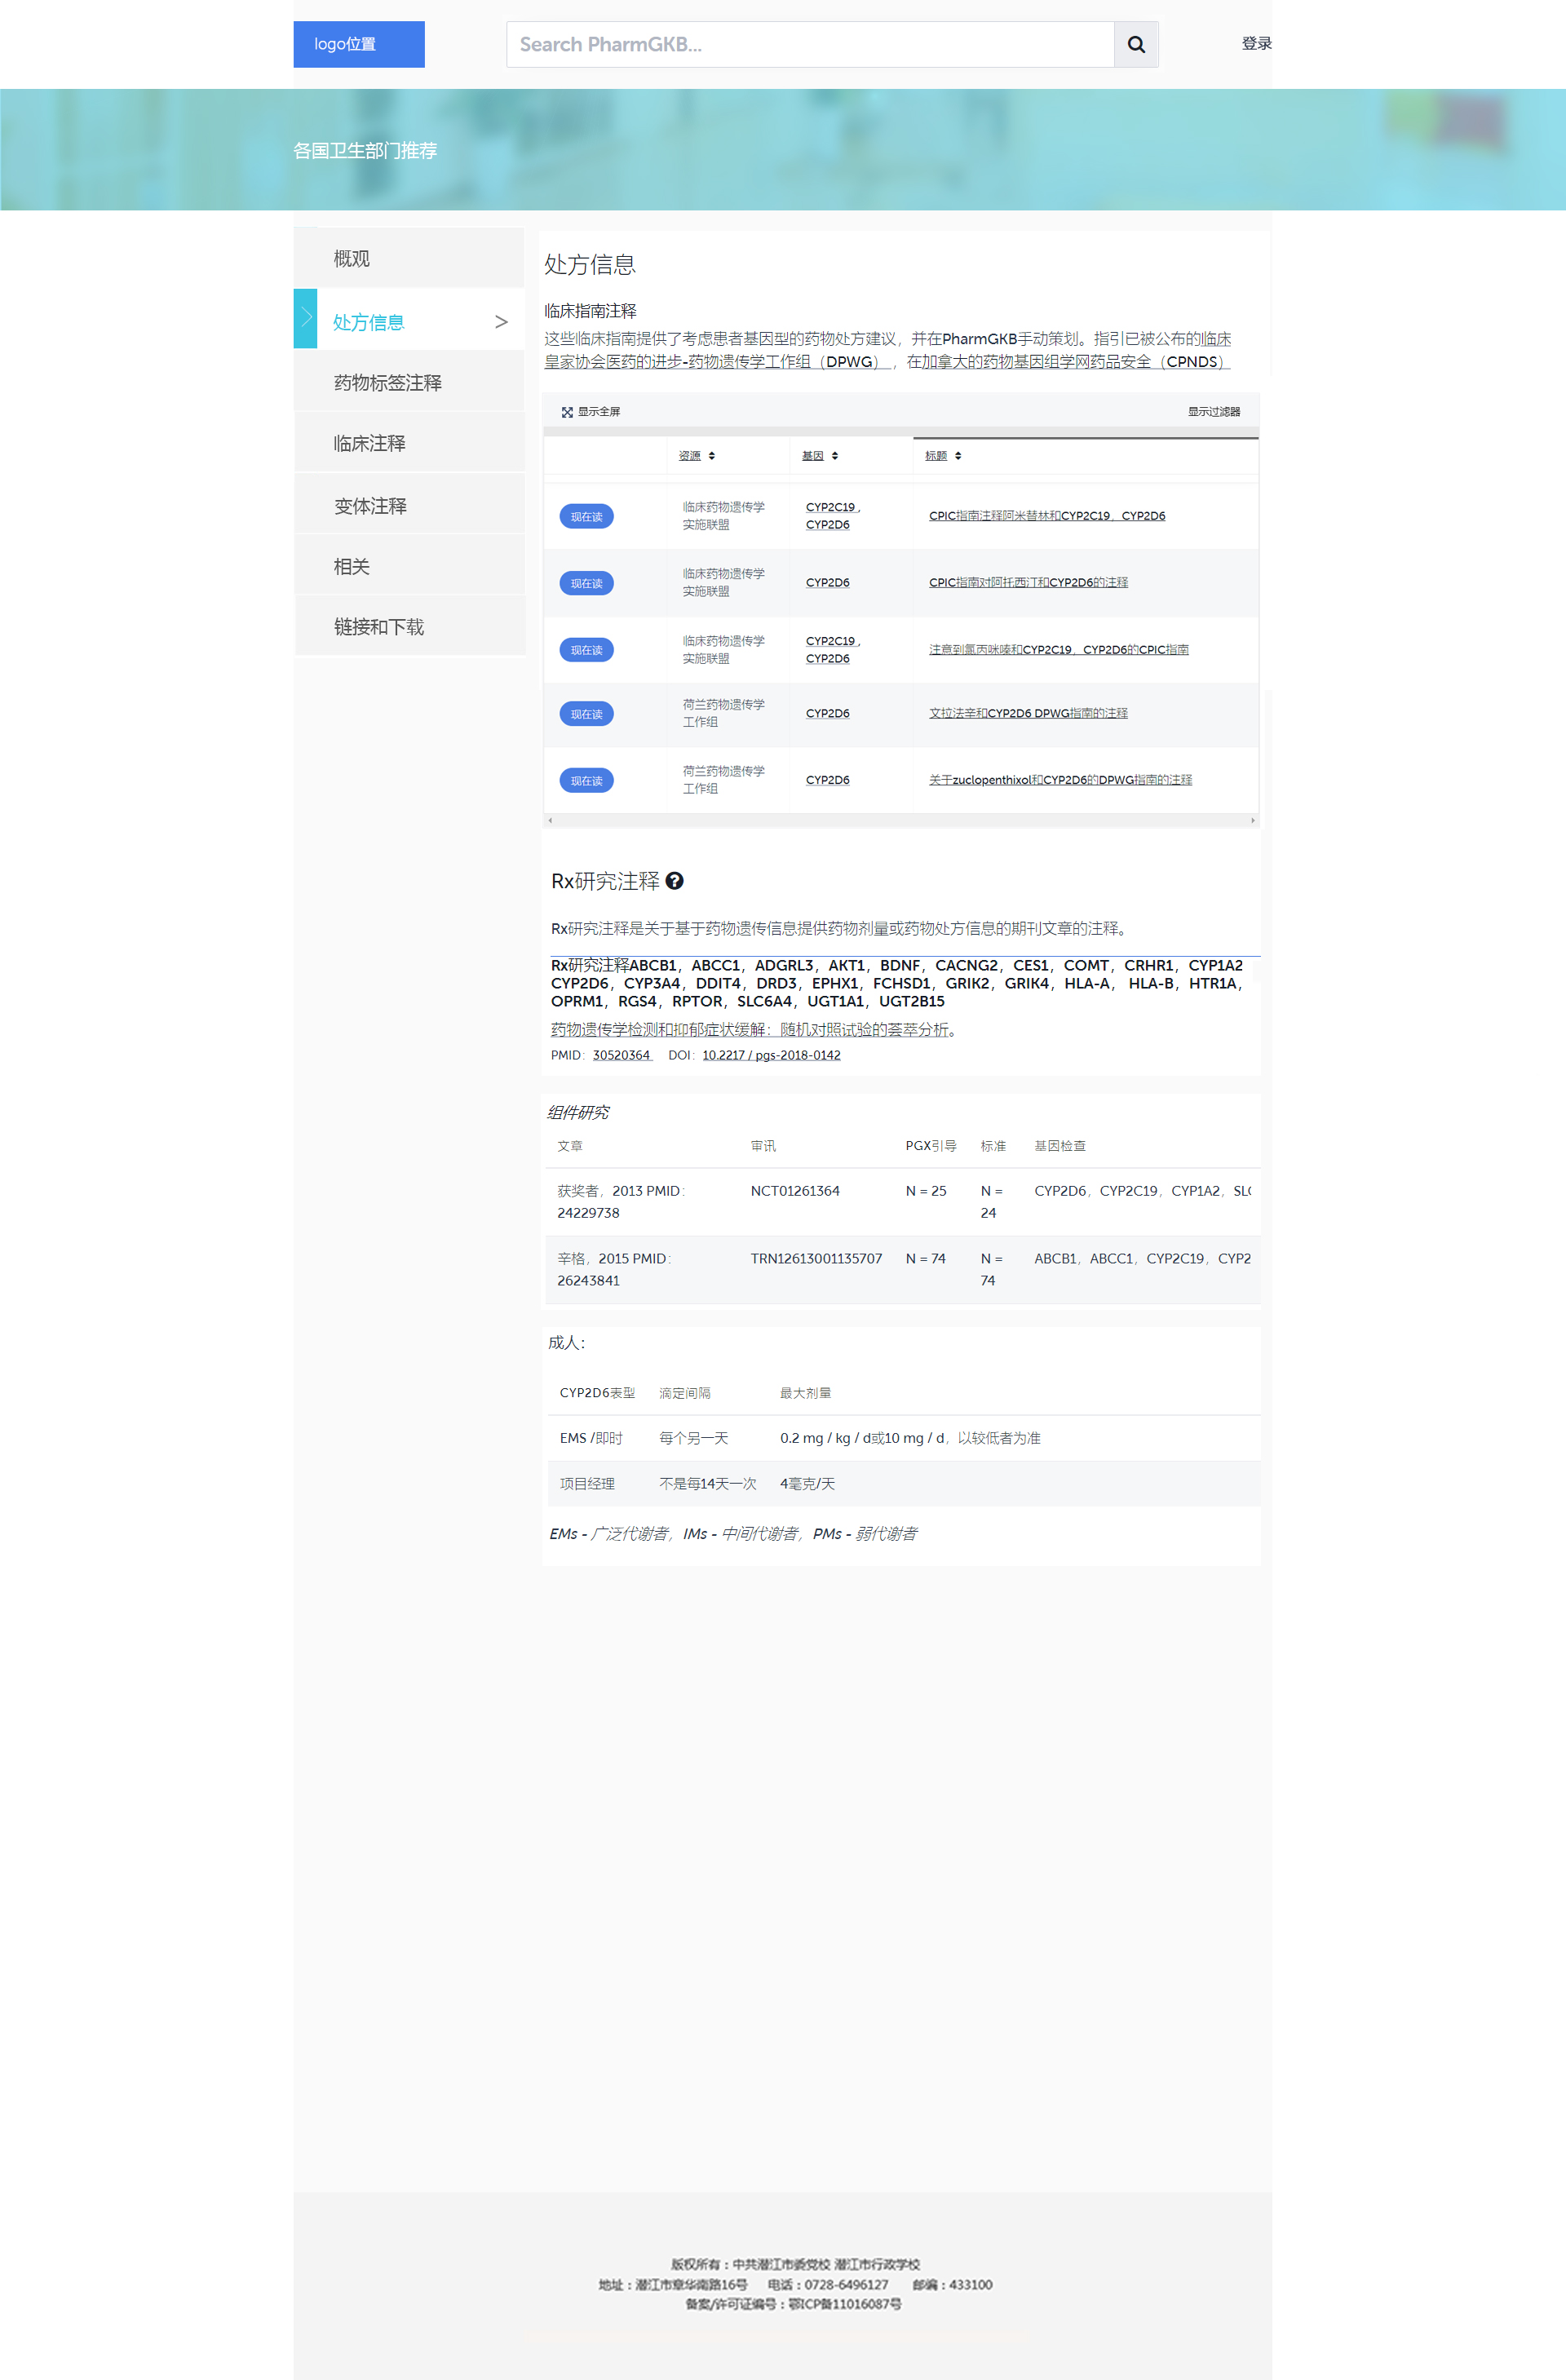 logo位置
Search PharmGKB...
登录
各国卫生部门推荐
概观
处方信息
>
药物标签注释
临床注释
变体注释
相关
链接和下载
处方信息
临床指南注释
这些临床指南提供了考虑患者基因型的药物处方建议，并在PharmGKB手动策划。指引已被公布的临床
皇家协会医药的进步-药物遗传学工作组（DPWG），在加拿大的药物基因组学网药品安全（CPNDS）
显示全屏 显示过滤器
资源 基因 标题
现在读 临床药物遗传学 CYP2C19， CPIC指南注释阿米替林和CYP2C19，CYP2D6
实施联盟 CYP2D6
现在读 临床药物遗传学 CYP2D6 CPIC指南对阿托西汀和CYP2D6的注释
实施联盟
现在读 临床药物遗传学 CYP2C19， 注意到氯丙咪嗪和CYP2C19，CYP2D6的CPIC指南
实施联盟 CYP2D6
现在读 荷兰药物遗传学 CYP2D6 文拉法辛和CYP2D6 DPWG指南的注释
工作组
现在读 荷兰药物遗传学 CYP2D6 关于zuclopenthixol和CYP2D6的DPWG指南的注释
工作组
Rx研究注释
Rx研究注释是关于基于药物遗传信息提供药物剂量或药物处方信息的期刊文章的注释。
Rx研究注释ABCB1，ABCC1，ADGRL3，AKT1，BDNF，CACNG2，CES1，COMT，CRHR1，CYP1A2
CYP2D6，CYP3A4，DDIT4，DRD3，EPHX1，FCHSD1，GRIK2，GRIK4，HLA-A， HLA-B，HTR1A，
OPRM1，RGS4，RPTOR，SLC6A4，UGT1A1，UGT2B15
药物遗传学检测和抑郁症状缓解：随机对照试验的荟萃分析。
PMID：30520364 DOI：10.2217 / pgs-2018-0142
组件研究
文章 审讯 PGX引导 标准 基因检查
获奖者，2013 PMID： NCT01261364 N = 25 N = CYP2D6，CYP2C19，CYP1A2，SLC
24229738 24
辛格，2015 PMID： TRN12613001135707 N = 74 N = ABCB1，ABCC1，CYP2C19，CYP2
26243841 74
成人：
CYP2D6表型 滴定间隔 最大剂量
EMS /即时 每个另一天 0.2 mg / kg / d或10 mg / d，以较低者为准
项目经理 不是每14天一次 4毫克/天
EMs - 广泛代谢者，IMs - 中间代谢者，PMs - 弱代谢者
版权所有：中共潜江市委党校 潜江市行政学校
地址：潜江市章华南路16号 电话：0728-6496127 邮编：433100
备案/许可证编号：鄂ICP备11016087号